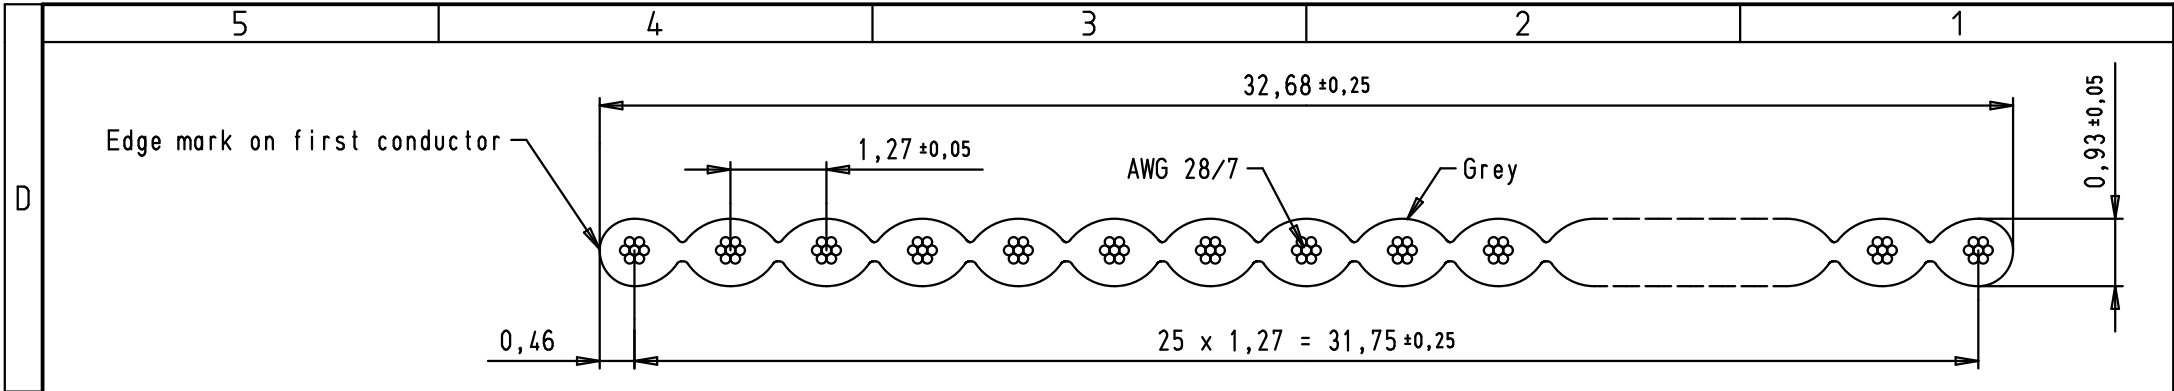 5 4 3 2 1
32,68 ±0,25
0,93 ±0,05
Edge mark on first conductor
1,27 ±0,05
AWG 28/7
Grey
D
0,46
25 x 1,27 = 31,75 ±0,25